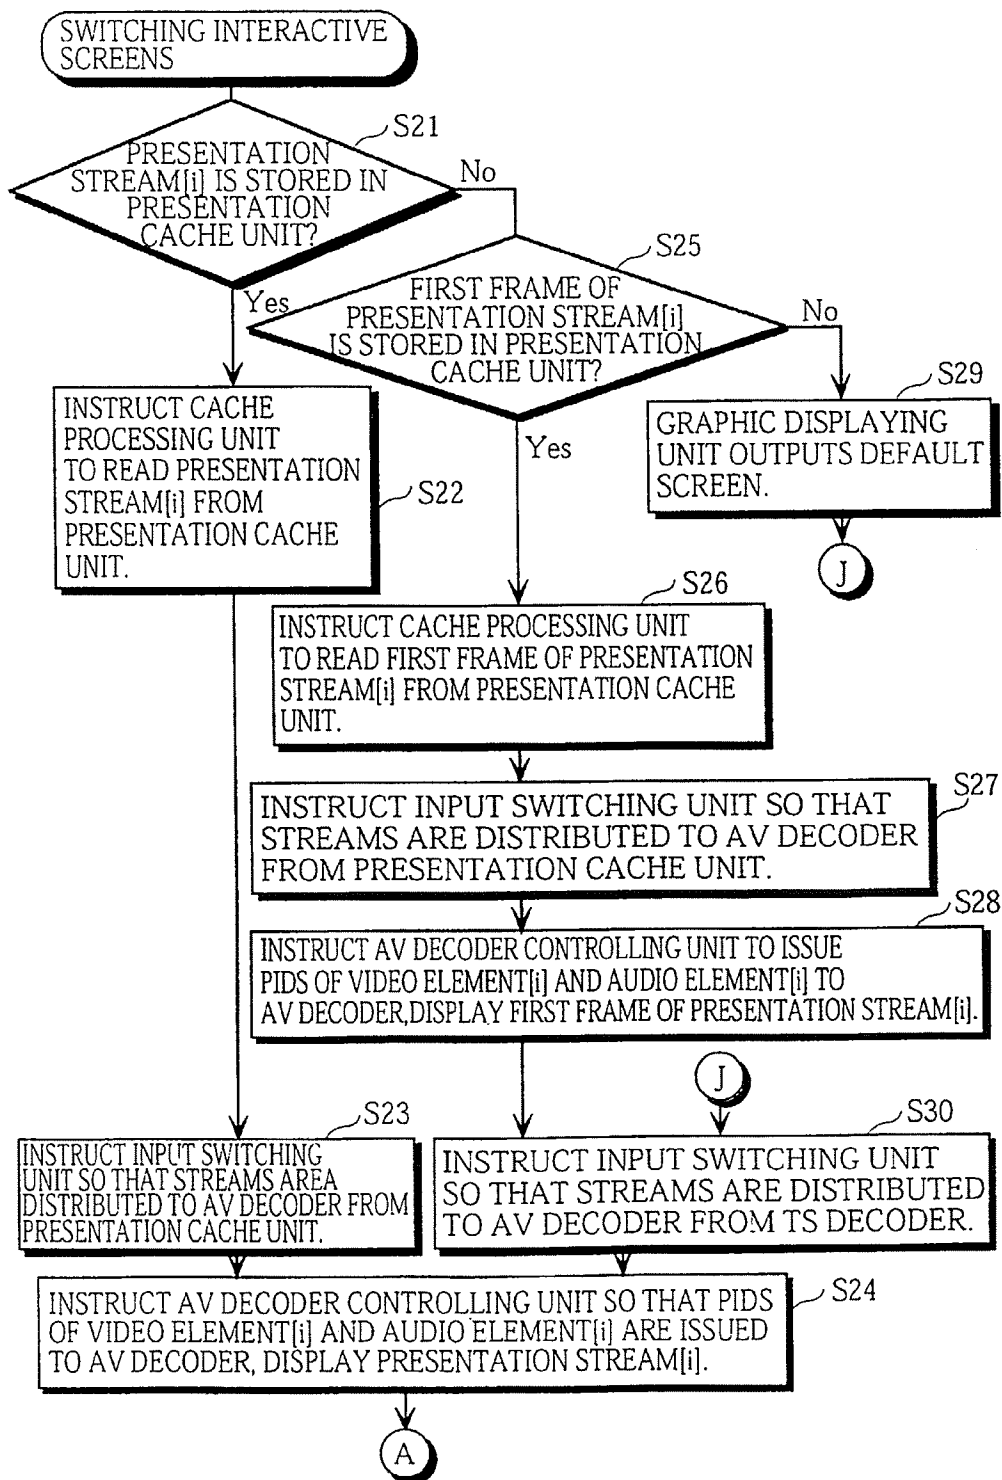 SWITCHING INTERACTIVE
SCREENS
S21
PRESENTATION
STREAM[i] IS STORED IN
PRESENTATION
CACHE UNIT?
No
Yes
S25
FIRST FRAME OF
PRESENTATION STREAM[i]
IS STORED IN PRESENTATION
CACHE UNIT?
No
Yes
S29
GRAPHIC DISPLAYING
UNIT OUTPUTS DEFAULT
SCREEN.
J
INSTRUCT CACHE
PROCESSING UNIT
TO READ PRESENTATION
STREAM[i] FROM
PRESENTATION CACHE
UNIT.
S22
S26
INSTRUCT CACHE PROCESSING UNIT
TO READ FIRST FRAME OF PRESENTATION
STREAM[i] FROM PRESENTATION CACHE
UNIT.
S27
INSTRUCT INPUT SWITCHING UNIT SO THAT
STREAMS ARE DISTRIBUTED TO AV DECODER
FROM PRESENTATION CACHE UNIT.
S28
INSTRUCT AV DECODER CONTROLLING UNIT TO ISSUE
PIDS OF VIDEO ELEMENT[i] AND AUDIO ELEMENT[i] TO
AV DECODER,DISPLAY FIRST FRAME OF PRESENTATION STREAM[i].
J
S23
INSTRUCT INPUT SWITCHING
UNIT SO THAT STREAMS AREA
DISTRIBUTED TO AV DECODER FROM
PRESENTATION CACHE UNIT.
S30
INSTRUCT INPUT SWITCHING UNIT
SO THAT STREAMS ARE DISTRIBUTED
TO AV DECODER FROM TS DECODER.
S24
INSTRUCT AV DECODER CONTROLLING UNIT SO THAT PIDS
OF VIDEO ELEMENT[i] AND AUDIO ELEMENT[i] ARE ISSUED
TO AV DECODER, DISPLAY PRESENTATION STREAM[i].
A